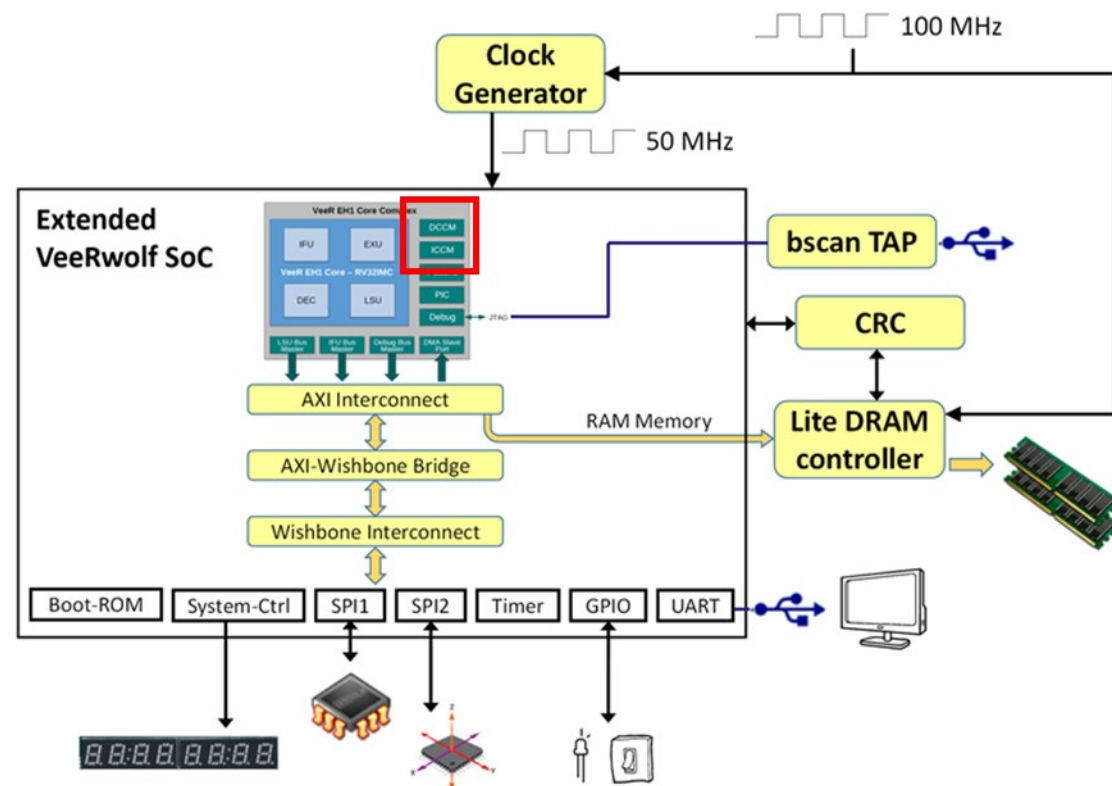 100 MHz
Clock
Generator
50 MHz
Extended
VeeRwolf SoC
VeeR EH1 Core Complex
IFU
EXU
VeeR EH1 Core – RV32IMC
DEC
LSU
DCCM
ICCM
PIC
Debug
JTAG
LSU Bus
Master
IFU Bus
Master
Debug Bus
Master
DMA Slave
Port
bscan TAP
CRC
AXI Interconnect
RAM Memory
Lite DRAM
controller
AXI-Wishbone Bridge
Wishbone Interconnect
Boot-ROM
System-Ctrl
SPI1
SPI2
Timer
GPIO
UART
Z
X
Y